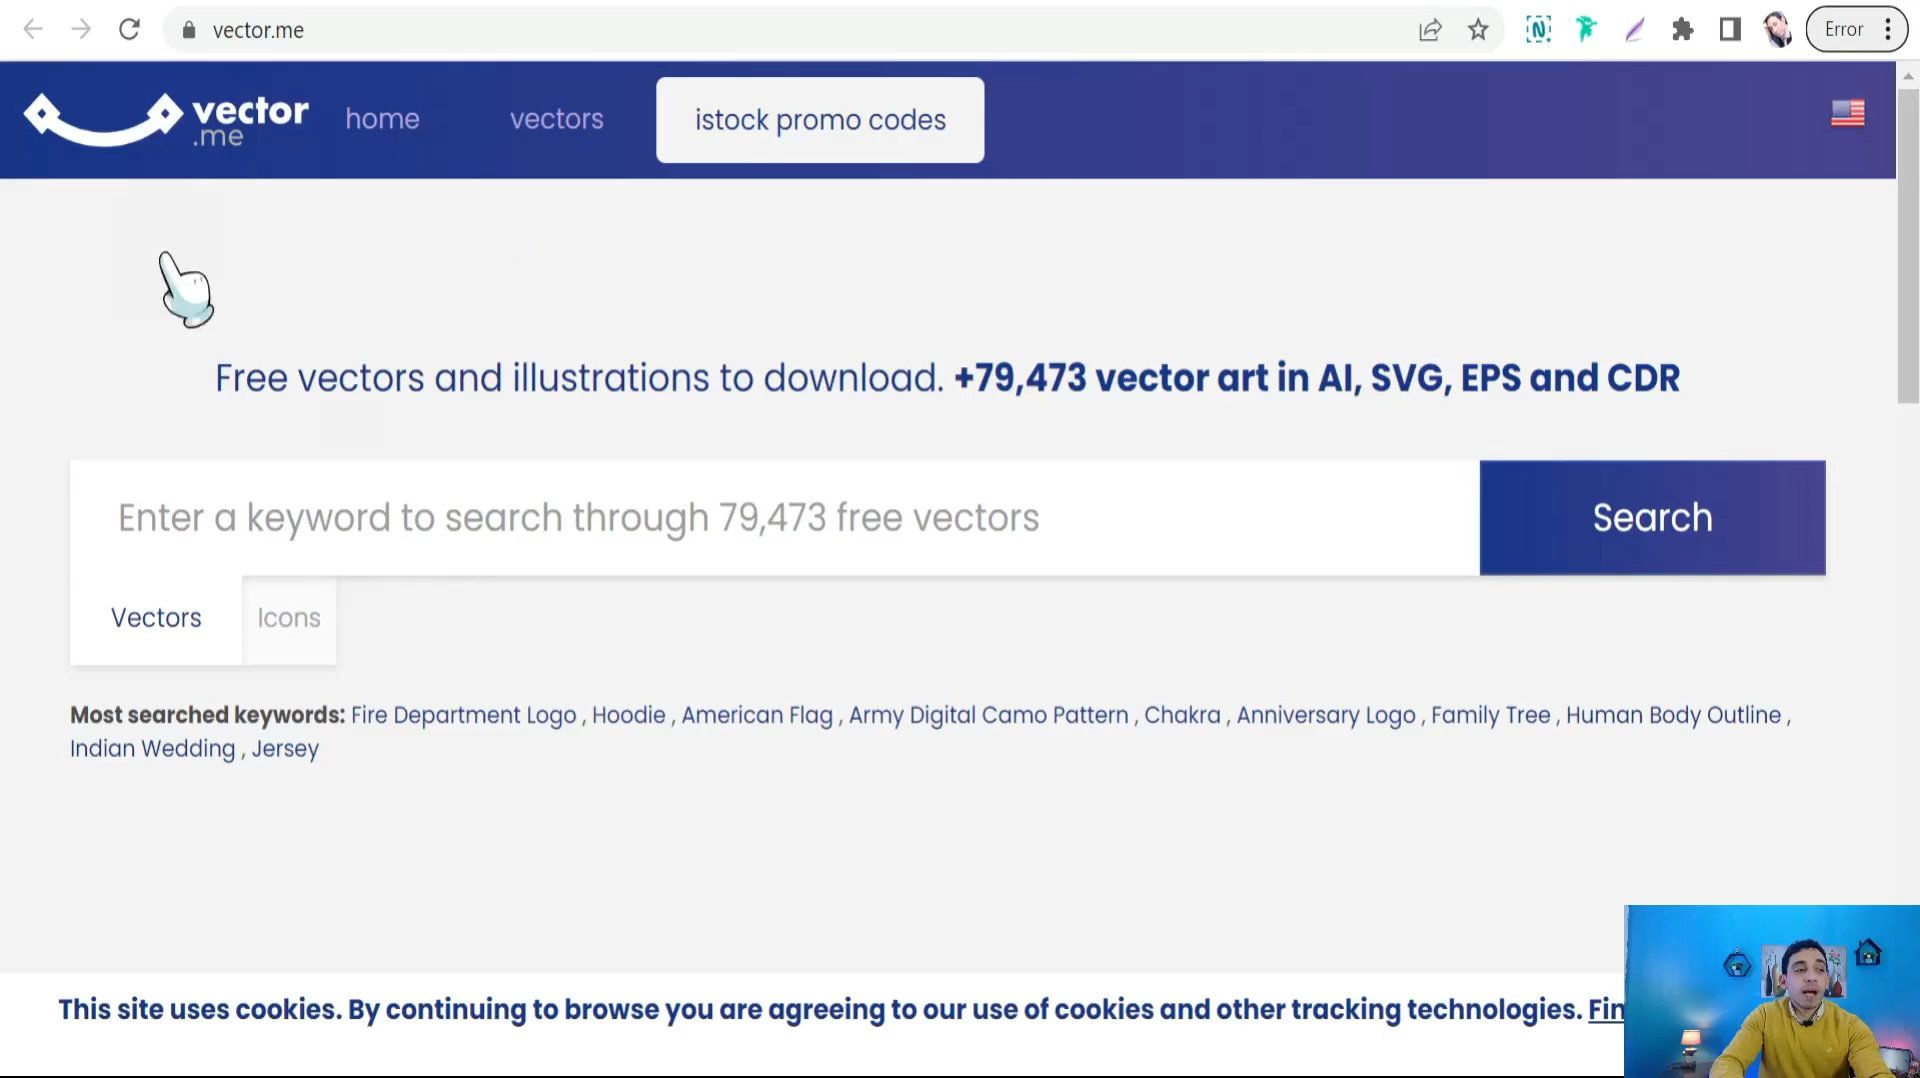 vector.me
Error
vector
.me
home
vectors
istock promo codes
Free vectors and illustrations to download. +79,473 vector art in AI, SVG, EPS and CDR
Enter a keyword to search through 79,473 free vectors
Search
Vectors
Icons
Most searched keywords: Fire Department Logo , Hoodie , American Flag , Army Digital Camo Pattern , Chakra , Anniversary Logo , Family Tree , Human Body Outline ,
Indian Wedding , Jersey
This site uses cookies. By continuing to browse you are agreeing to our use of cookies and other tracking technologies. Fin